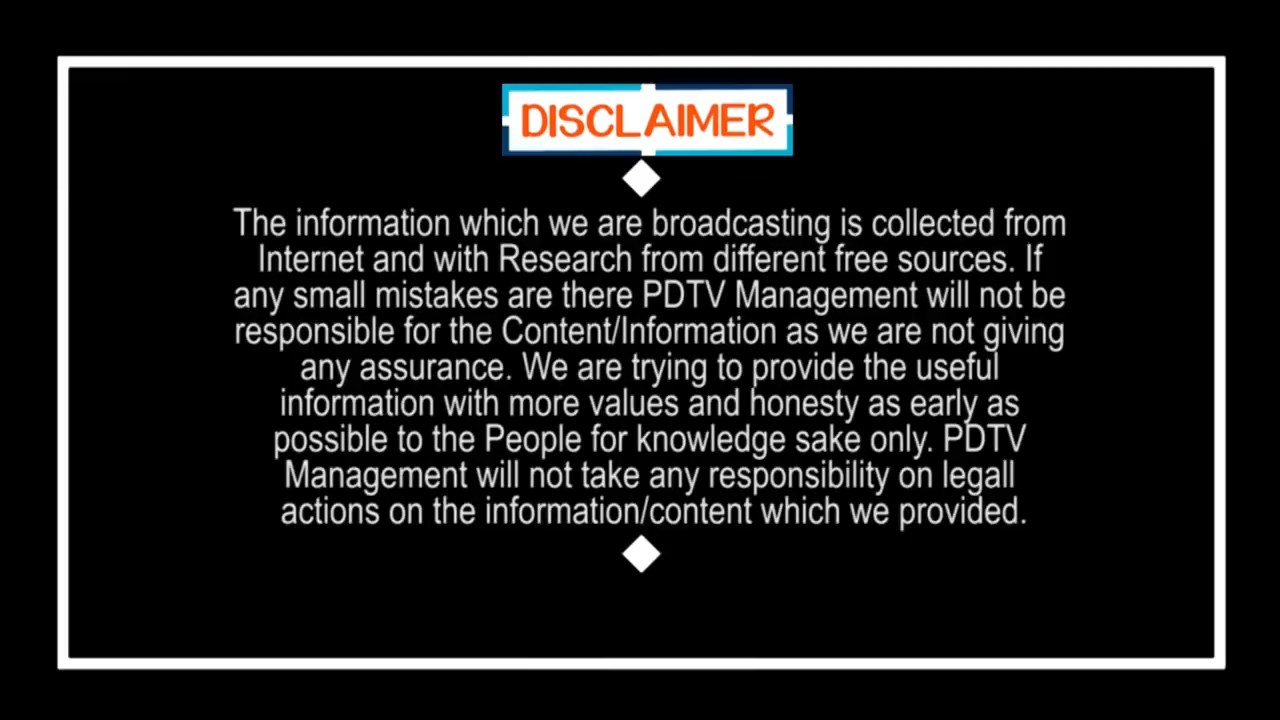 DISCLAIMER
The information which we are broadcasting is collected from
Internet and with Research from different free sources. If
any small mistakes are there PDTV Management will not be
responsible for the Content/Information as we are not giving
any assurance. We are trying to provide the useful
information with more values and honesty as early as
possible to the People for knowledge sake only. PDTV
Management will not take any responsibility on legall
actions on the information/content which we provided.